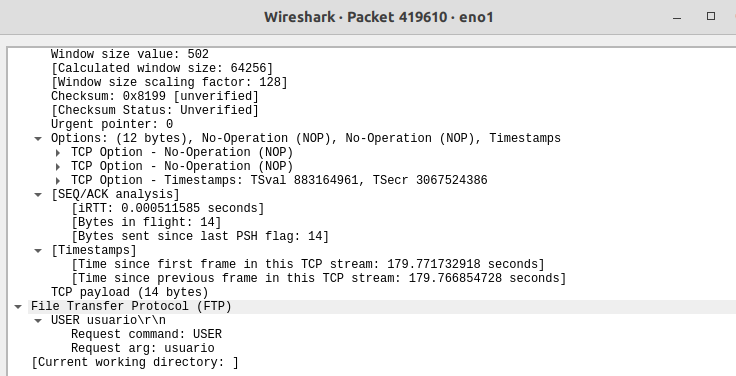 Wireshark · Packet 419610 · eno1
Window size value: 502
[Calculated window size: 64256]
[Window size scaling factor: 128]
Checksum: 0x8199 [unverified]
[Checksum Status: Unverified]
Urgent pointer: 0
Options: (12 bytes), No-Operation (NOP), No-Operation (NOP), Timestamps
TCP Option - No-Operation (NOP)
TCP Option - No-Operation (NOP)
TCP Option - Timestamps: TSval 883164961, TSecr 3067524386
[SEQ/ACK analysis]
[iRTT: 0.000511585 seconds]
[Bytes in flight: 14]
[Bytes sent since last PSH flag: 14]
[Timestamps]
[Time since first frame in this TCP stream: 179.771732918 seconds]
[Time since previous frame in this TCP stream: 179.766854728 seconds]
TCP payload (14 bytes)
File Transfer Protocol (FTP)
USER usuario\r\n
Request command: USER
Request arg: usuario
[Current working directory: ]